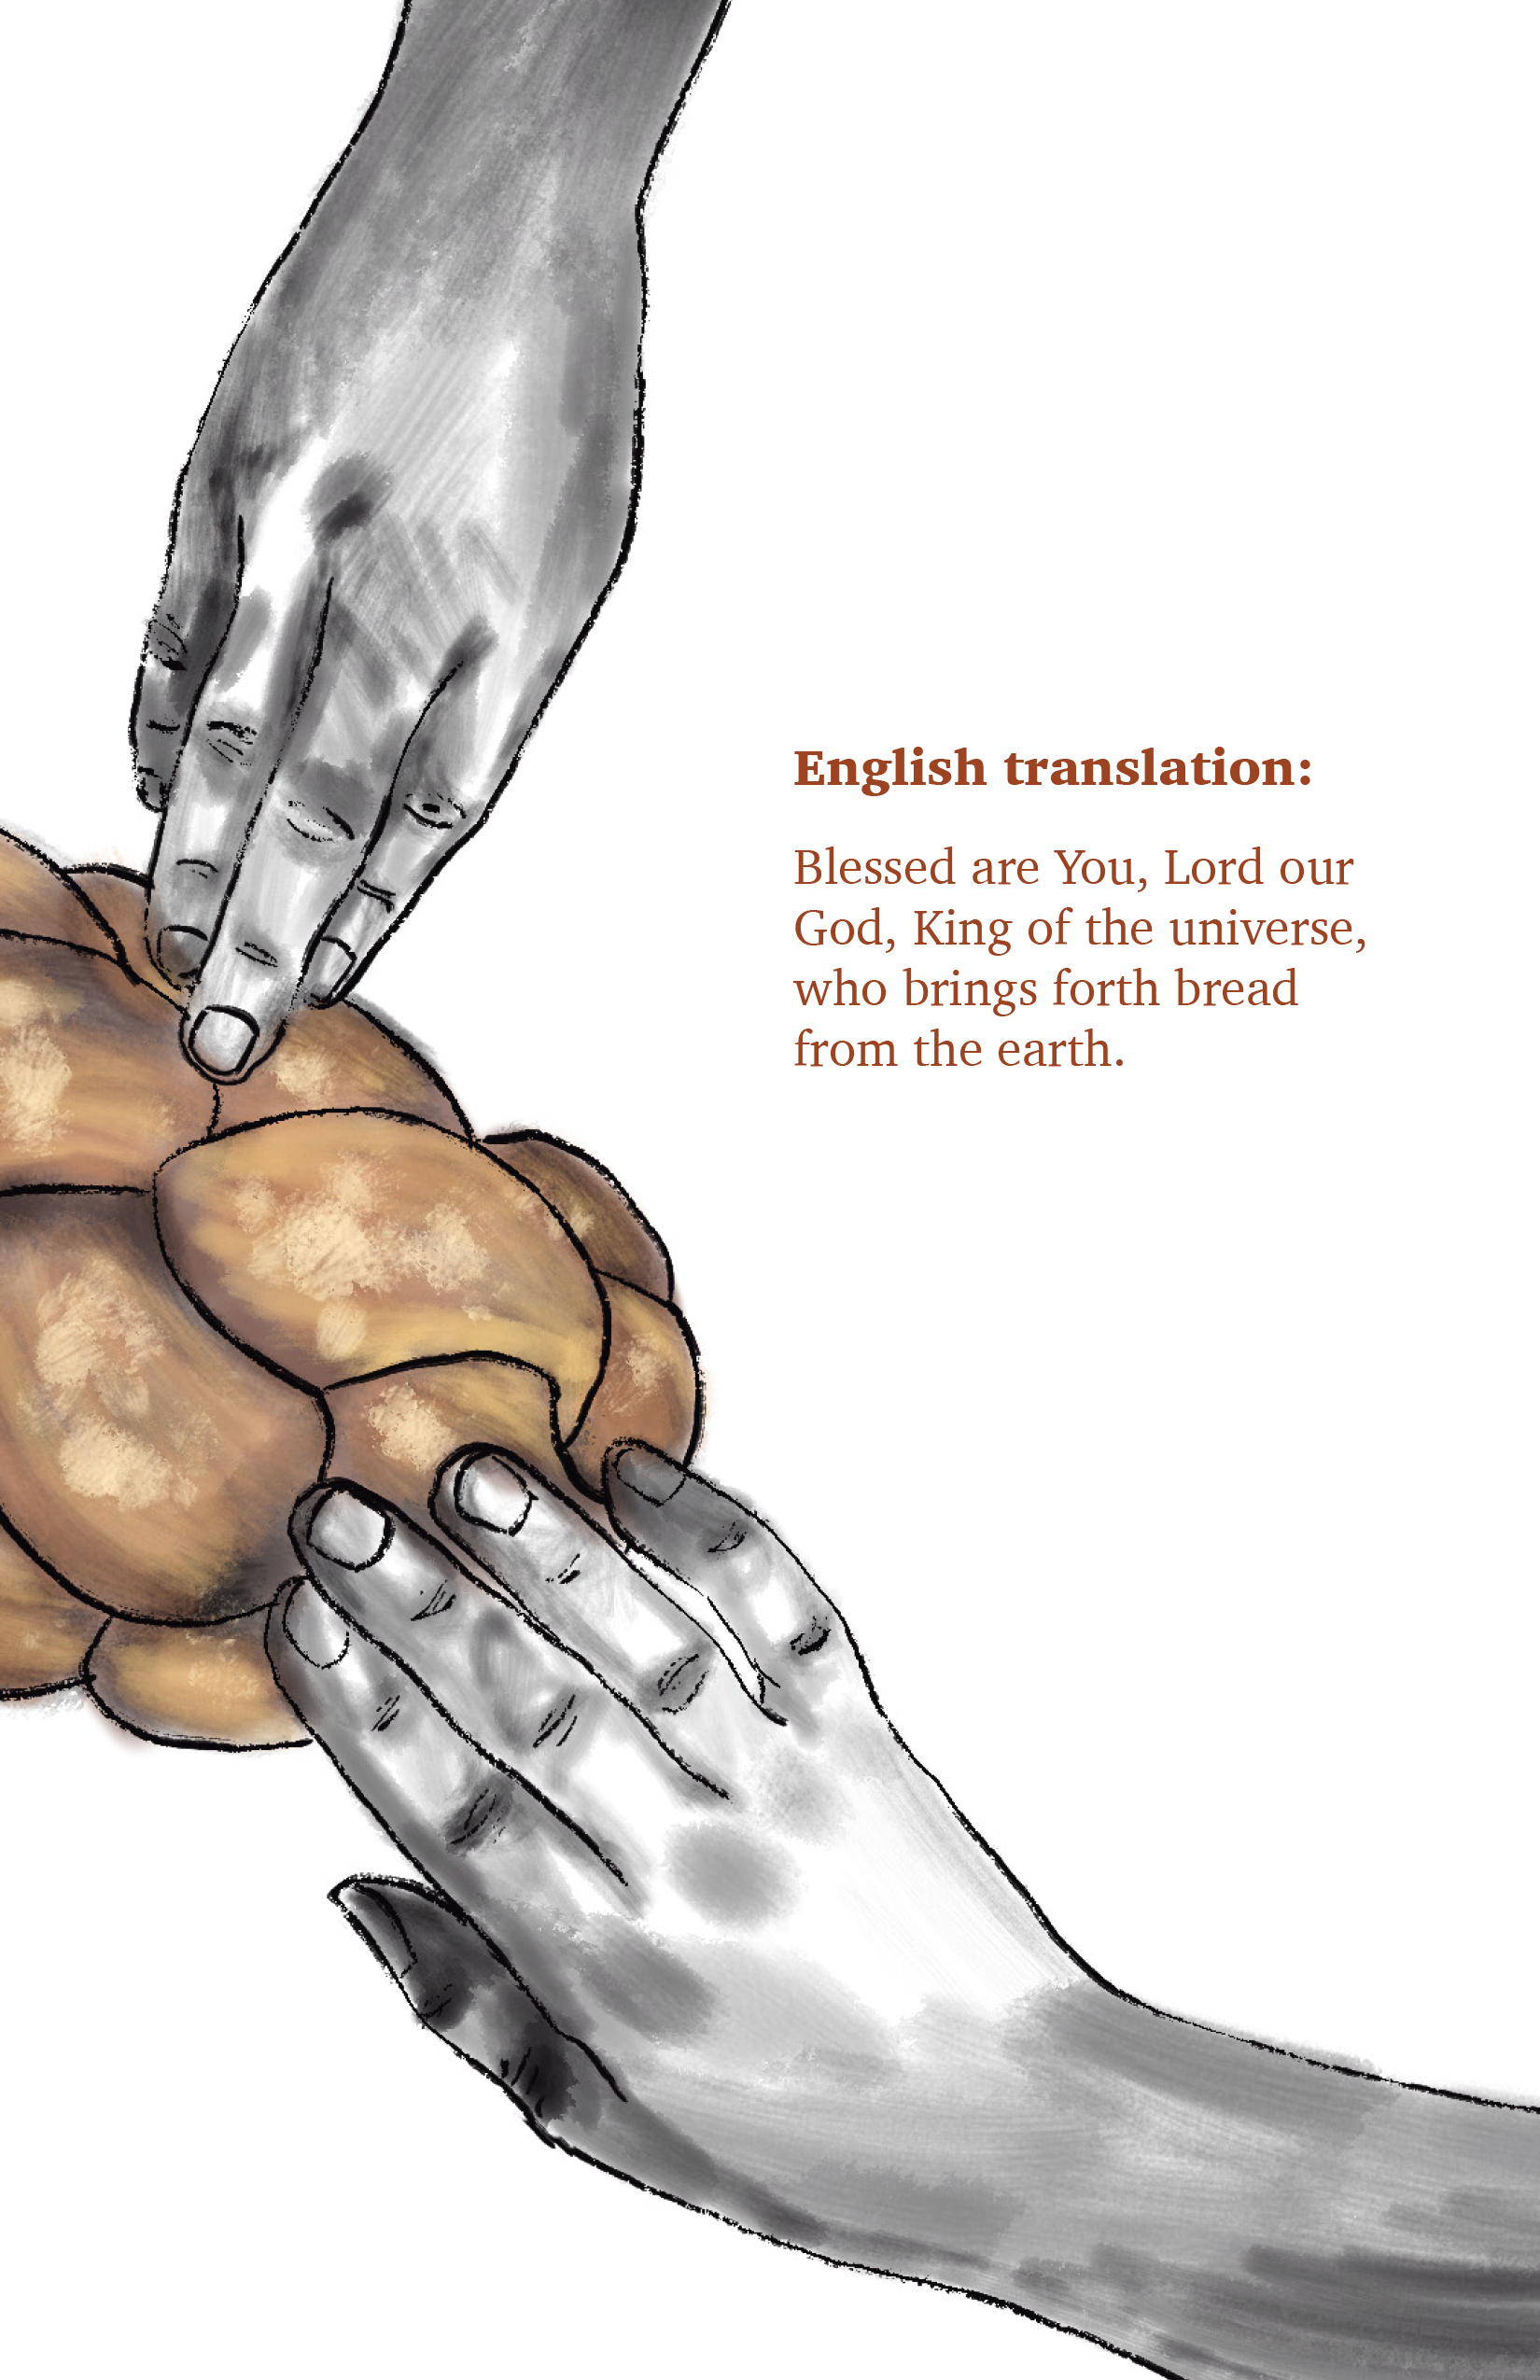 English translation:
Blessed are You, Lord our
God, King of the universe,
who brings forth bread
from the earth.